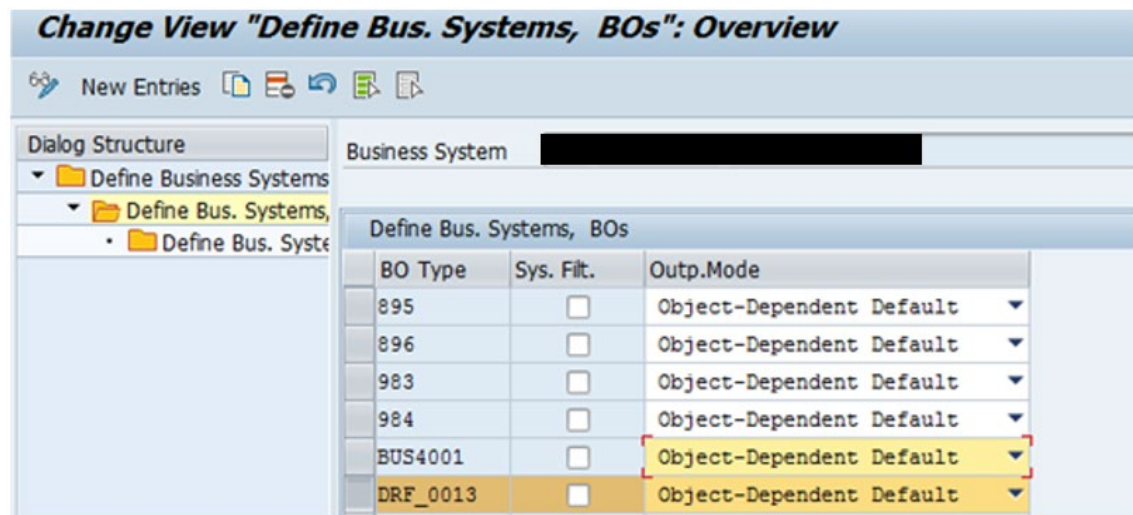 Change View "Define Bus. Systems, BOs": Overview
New Entries
Dialog Structure
Define Business Systems
Define Bus. Systems,
Define Bus. Syste
Business System
Define Bus. Systems, BOs
BO Type Sys. Filt. Outp.Mode
895 Object-Dependent Default
896 Object-Dependent Default
983 Object-Dependent Default
984 Object-Dependent Default
BUS4001 Object-Dependent Default
DRF_0013 Object-Dependent Default